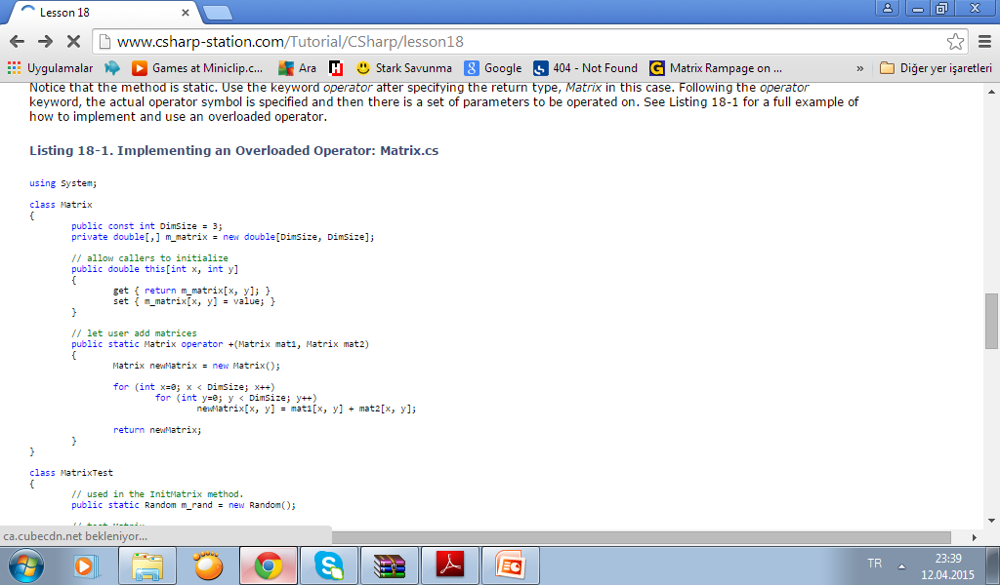 Lesson 18
www.csharp-station.com/Tutorial/CSharp/lesson18
Uygulamalar Games at Miniclip.c... Ara Stark Savunma Google 404 - Not Found Matrix Rampage on ... » Diğer yer işaretleri
Notice that the method is static. Use the keyword operator after specifying the return type, Matrix in this case. Following the operator
keyword, the actual operator symbol is specified and then there is a set of parameters to be operated on. See Listing 18-1 for a full example of
how to implement and use an overloaded operator.
Listing 18-1. Implementing an Overloaded Operator: Matrix.cs
using System;
class Matrix
{
public const int DimSize = 3;
private double[,] m_matrix = new double[DimSize, DimSize];
// allow callers to initialize
public double this[int x, int y]
{
get { return m_matrix[x, y]; }
set { m_matrix[x, y] = value; }
}
// let user add matrices
public static Matrix operator +(Matrix mat1, Matrix mat2)
{
Matrix newMatrix = new Matrix();
for (int x=0; x < DimSize; x++)
for (int y=0; y < DimSize; y++)
newMatrix[x, y] = mat1[x, y] + mat2[x, y];
return newMatrix;
}
}
class MatrixTest
{
// used in the InitMatrix method.
public static Random m_rand = new Random();
ca.cubecdn.net bekleniyor...
TR
23:39
12.04.2015